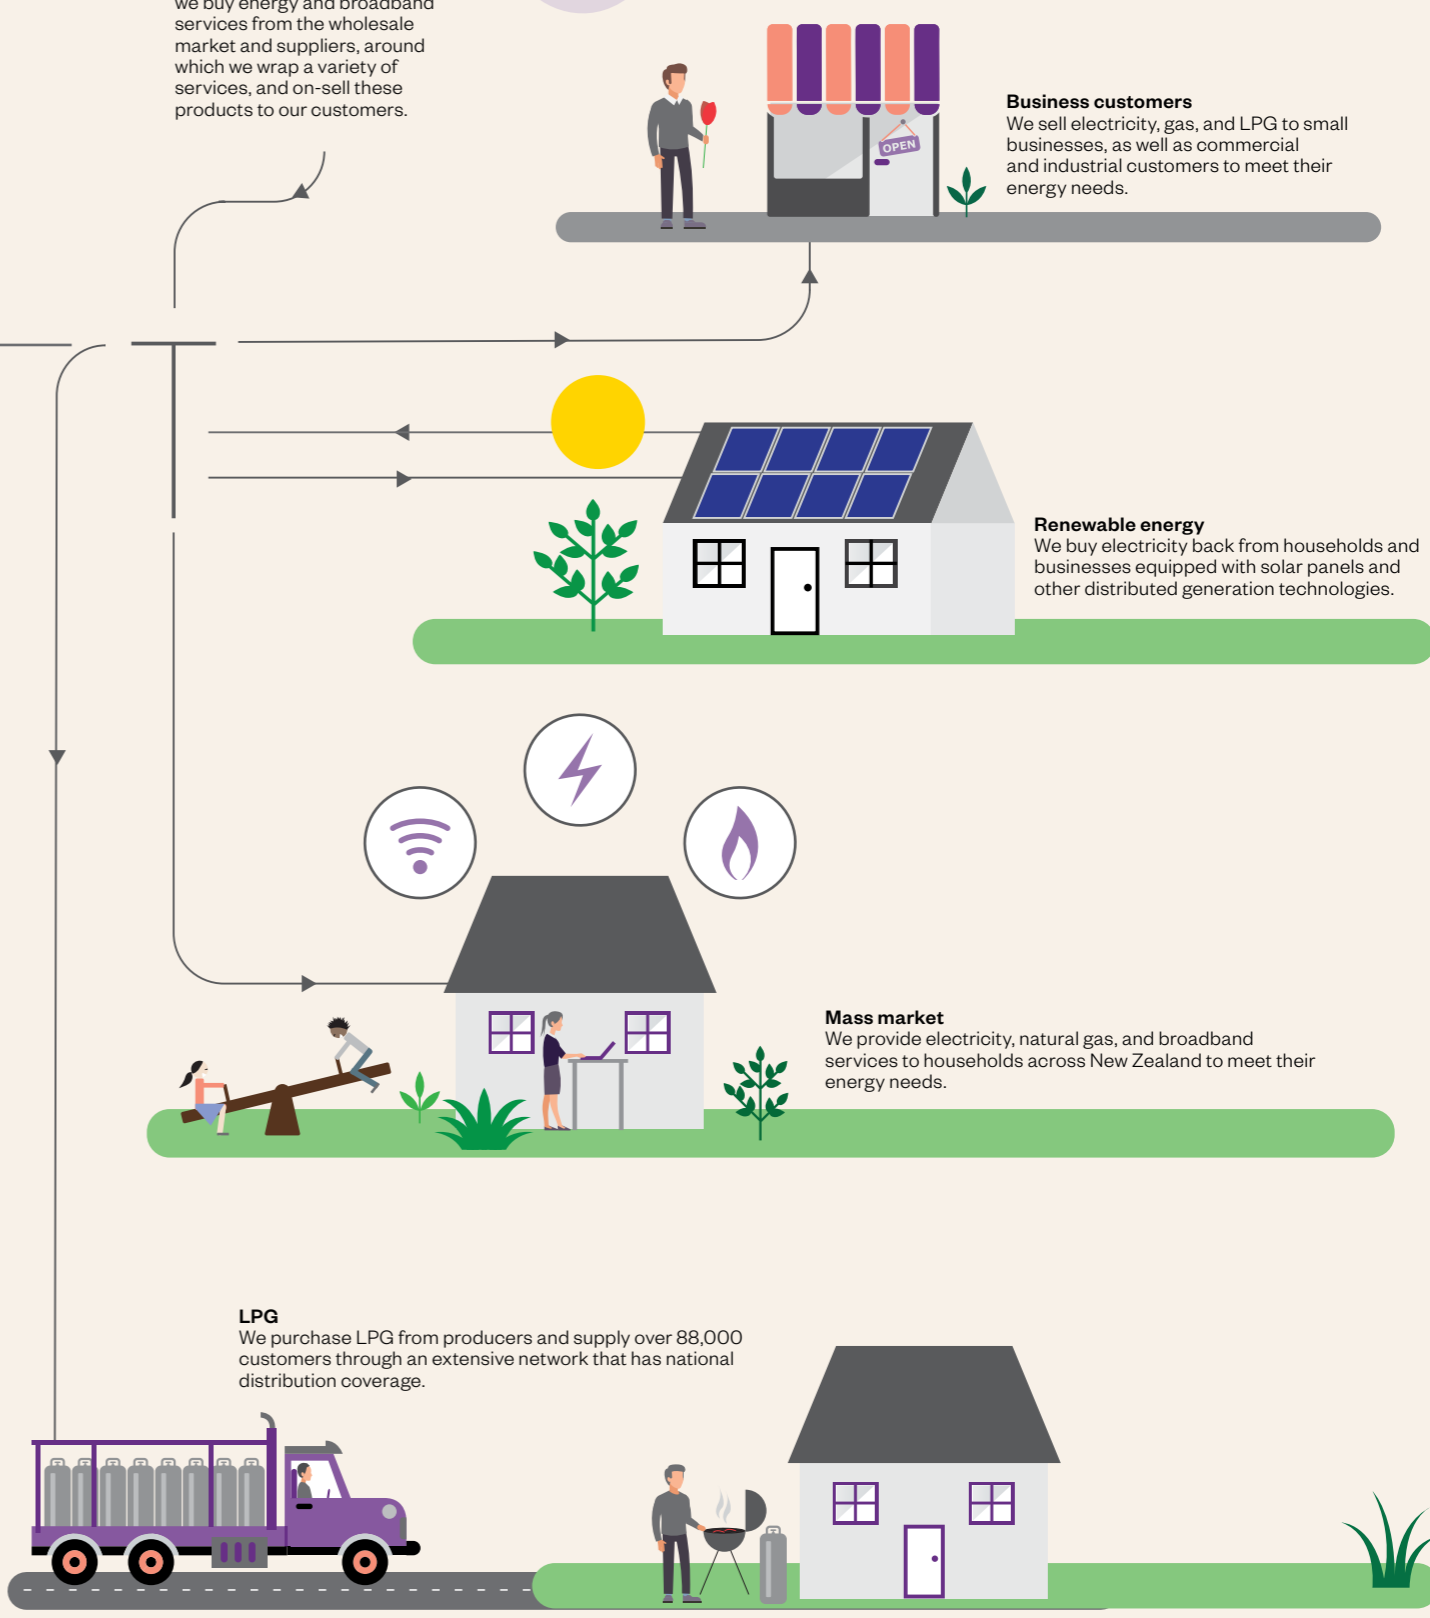 we buy energy and broadband
services from the wholesale
market and suppliers, around
which we wrap a variety of
services, and on-sell these
products to our customers.
Business customers
We sell electricity, gas, and LPG to small
businesses, as well as commercial
and industrial customers to meet their
energy needs.
OPEN
Renewable energy
We buy electricity back from households and
businesses equipped with solar panels and
other distributed generation technologies.
Mass market
We provide electricity, natural gas, and broadband
services to households across New Zealand to meet their
energy needs.
LPG
We purchase LPG from producers and supply over 88,000
customers through an extensive network that has national
distribution coverage.